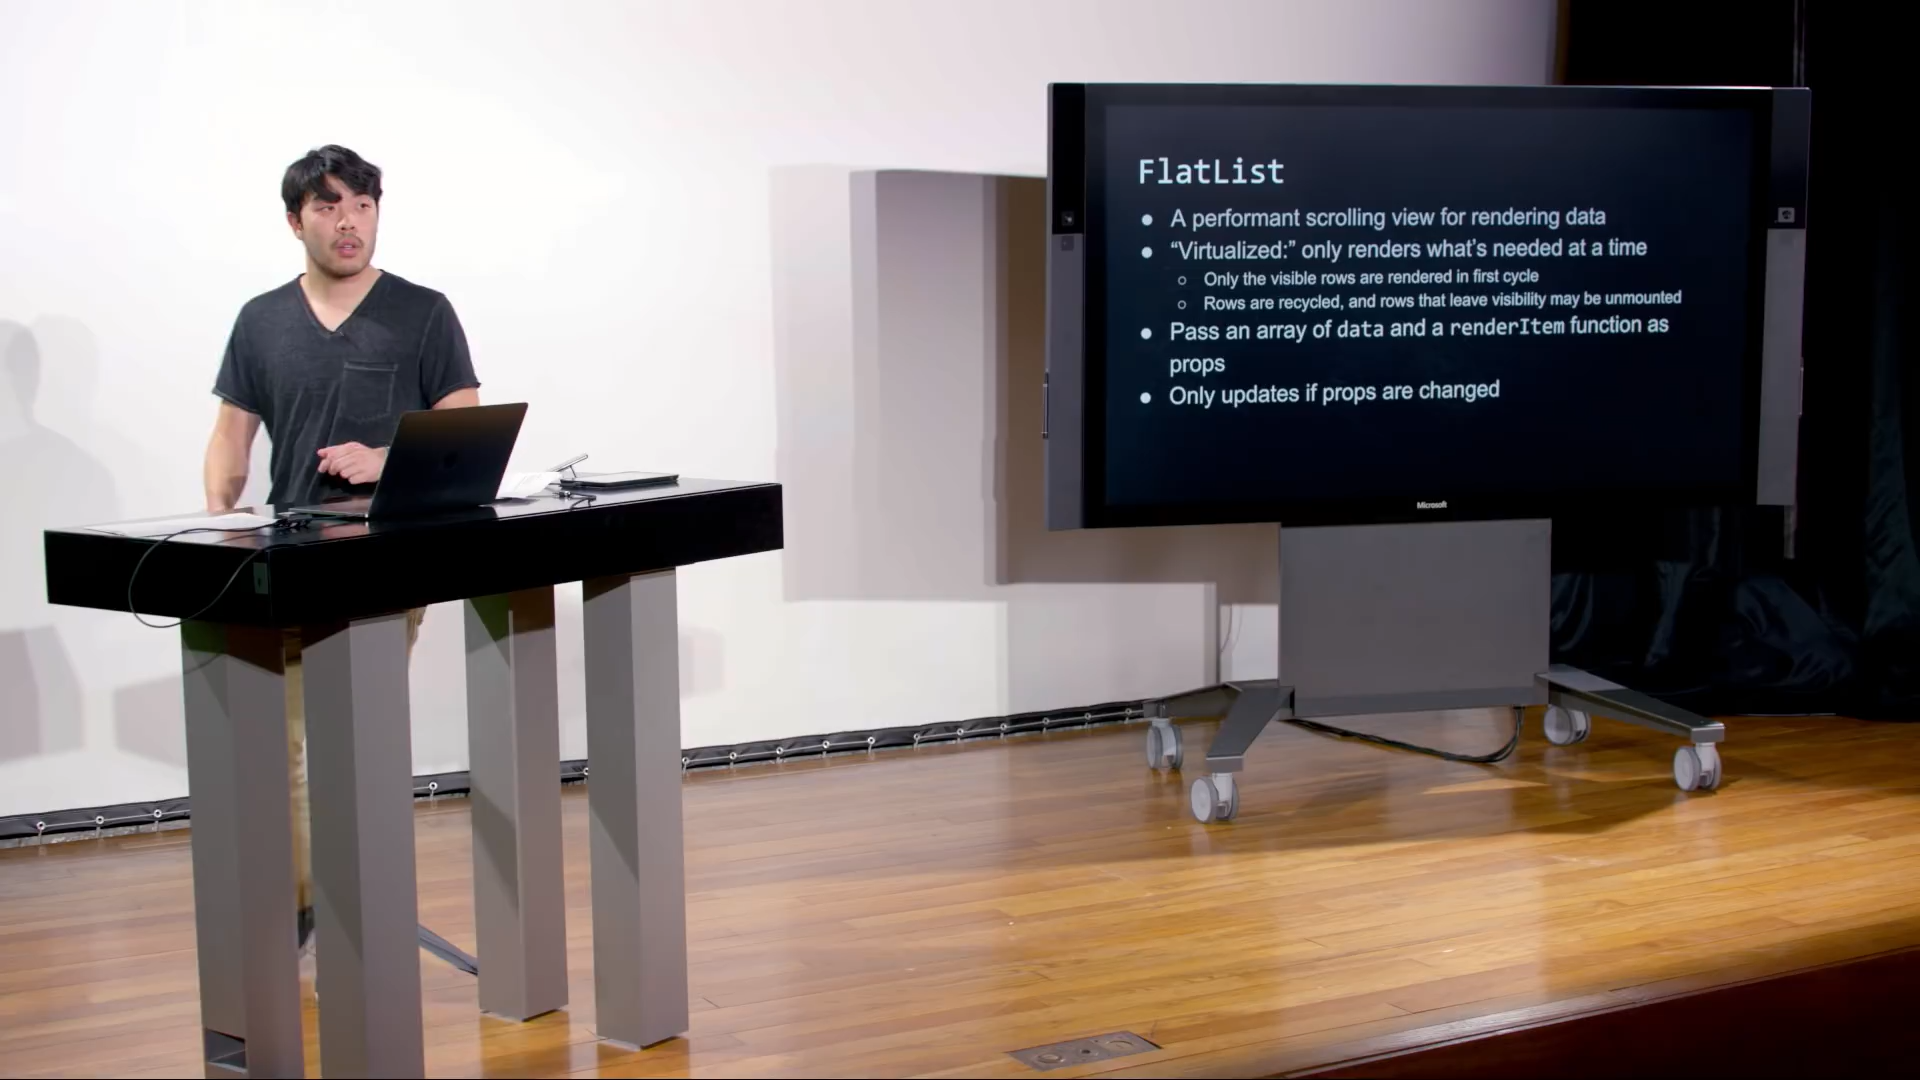 FlatList
● A performant scrolling view for rendering data
● “Virtualized:” only renders what’s needed at a time
○ Only the visible rows are rendered in first cycle
○ Rows are recycled, and rows that leave visibility may be unmounted
● Pass an array of data and a renderItem function as
props
● Only updates if props are changed
Microsoft